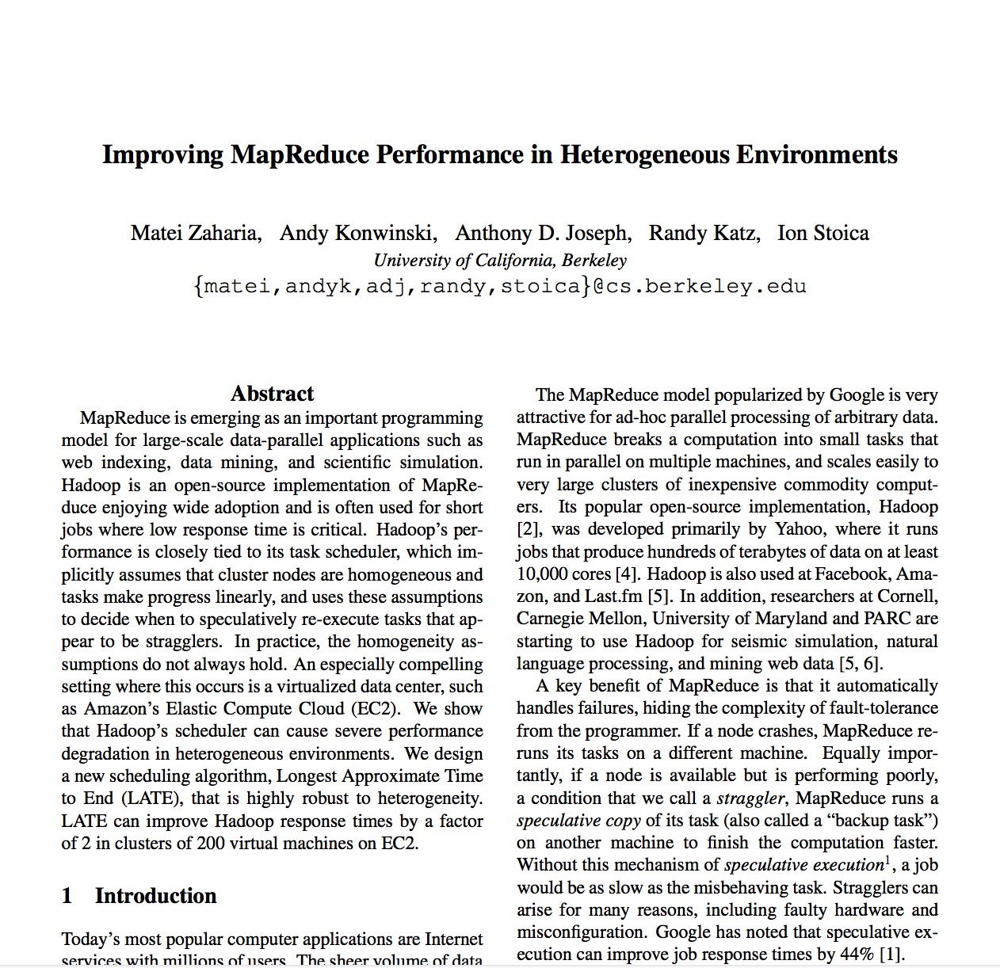 Improving MapReduce Performance in Heterogeneous Environments
Matei Zaharia, Andy Konwinski, Anthony D. Joseph, Randy Katz, Ion Stoica
University of California, Berkeley
{matei,andyk,adj,randy,stoica}@cs.berkeley.edu
Abstract
MapReduce is emerging as an important programming
model for large-scale data-parallel applications such as
web indexing, data mining, and scientific simulation.
Hadoop is an open-source implementation of MapRe-
duce enjoying wide adoption and is often used for short
jobs where low response time is critical. Hadoop's per-
formance is closely tied to its task scheduler, which im-
plicitly assumes that cluster nodes are homogeneous and
tasks make progress linearly, and uses these assumptions
to decide when to speculatively re-execute tasks that ap-
pear to be stragglers. In practice, the homogeneity as-
sumptions do not always hold. An especially compelling
setting where this occurs is a virtualized data center, such
as Amazon's Elastic Compute Cloud (EC2). We show
that Hadoop's scheduler can cause severe performance
degradation in heterogeneous environments. We design
a new scheduling algorithm, Longest Approximate Time
to End (LATE), that is highly robust to heterogeneity.
LATE can improve Hadoop response times by a factor
of 2 in clusters of 200 virtual machines on EC2.
1 Introduction
Today's most popular computer applications are Internet
services with millions of users. The sheer volume of data
The MapReduce model popularized by Google is very
attractive for ad-hoc parallel processing of arbitrary data.
MapReduce breaks a computation into small tasks that
run in parallel on multiple machines, and scales easily to
very large clusters of inexpensive commodity comput-
ers. Its popular open-source implementation, Hadoop
[2], was developed primarily by Yahoo, where it runs
jobs that produce hundreds of terabytes of data on at least
10,000 cores [4]. Hadoop is also used at Facebook, Ama-
zon, and Last.fm [5]. In addition, researchers at Cornell,
Carnegie Mellon, University of Maryland and PARC are
starting to use Hadoop for seismic simulation, natural
language processing, and mining web data [5, 6].
A key benefit of MapReduce is that it automatically
handles failures, hiding the complexity of fault-tolerance
from the programmer. If a node crashes, MapReduce re-
runs its tasks on a different machine. Equally impor-
tantly, if a node is available but is performing poorly,
a condition that we call a straggler, MapReduce runs a
speculative copy of its task (also called a “backup task”)
on another machine to finish the computation faster.
Without this mechanism of speculative execution¹, a job
would be as slow as the misbehaving task. Stragglers can
arise for many reasons, including faulty hardware and
misconfiguration. Google has noted that speculative ex-
ecution can improve job response times by 44% [1].